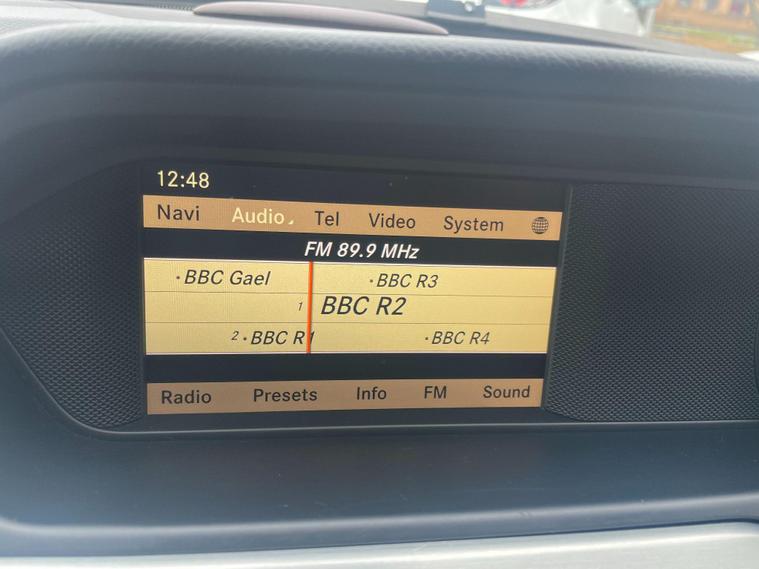 12:48
Navi Audio Tel Video System
FM 89.9 MHz
·BBC Gael ·BBC R3
1 BBC R2
2·BBC R1 ·BBC R4
Radio Presets Info FM Sound